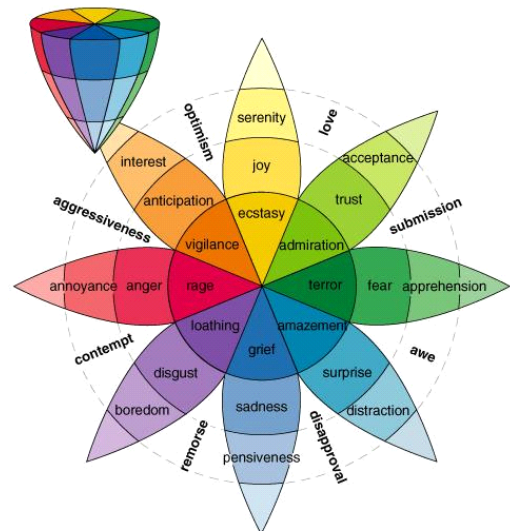 serenity
optimism
love
interest
acceptance
joy
anticipation
trust
aggressiveness
ecstasy
submission
vigilance
admiration
annoyance
anger
rage
terror
fear
apprehension
loathing
amazement
contempt
grief
awe
disgust
surprise
boredom
sadness
distraction
remorse
disapproval
pensiveness